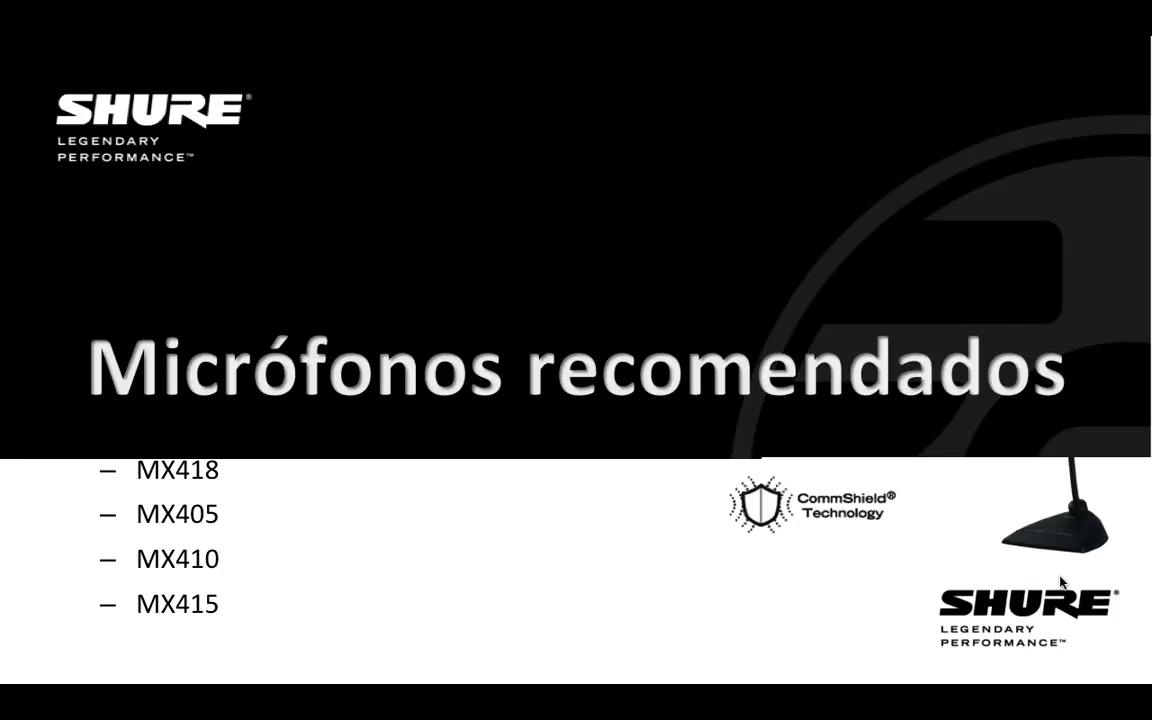 SHURE®
LEGENDARY
PERFORMANCE™
Micrófonos recomendados
– MX418
– MX405
– MX410
– MX415
CommShield®
Technology
SHURE®
LEGENDARY
PERFORMANCE™